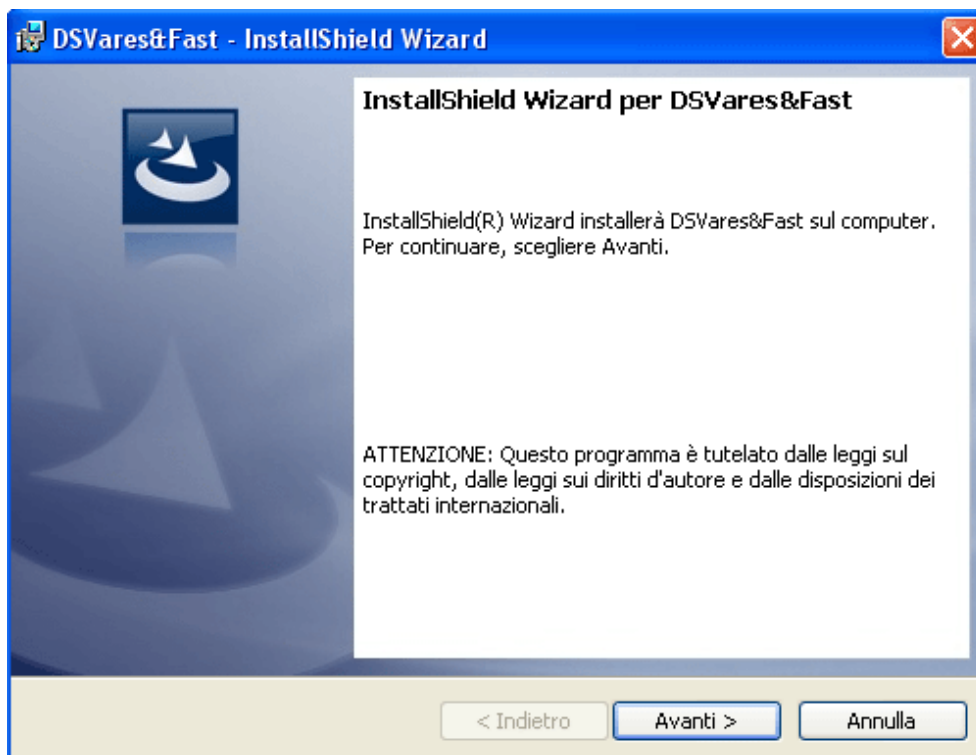 DSVares&Fast - InstallShield Wizard
InstallShield Wizard per DSVares&Fast
InstallShield(R) Wizard installerà DSVares&Fast sul computer.
Per continuare, scegliere Avanti.
ATTENZIONE: Questo programma è tutelato dalle leggi sul
copyright, dalle leggi sui diritti d'autore e dalle disposizioni dei
trattati internazionali.
< Indietro
Avanti >
Annulla